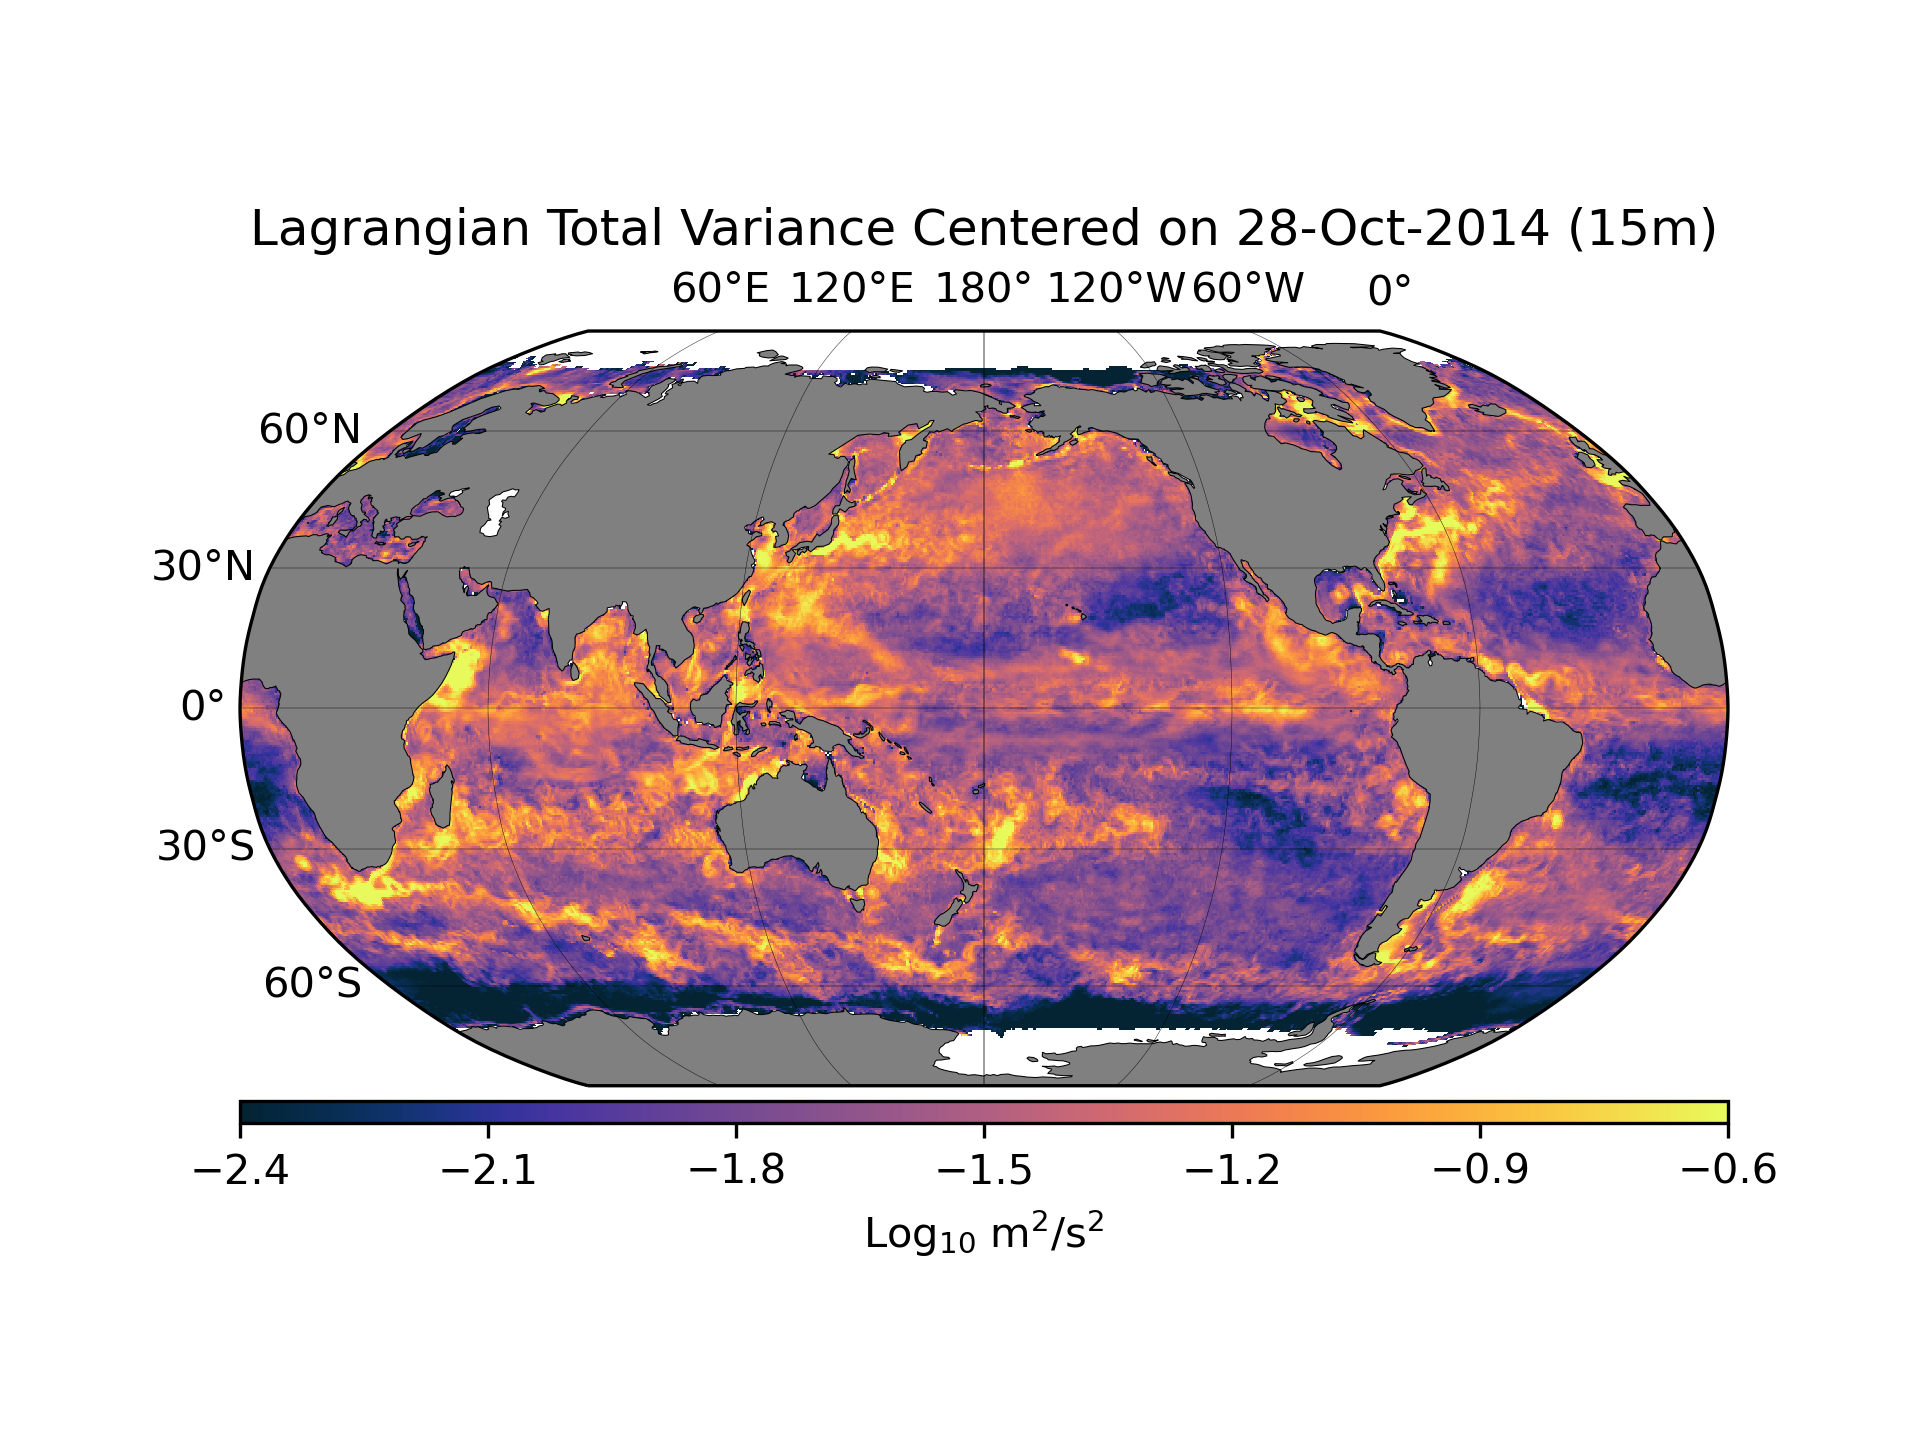 Lagrangian Total Variance Centered on 28-Oct-2014 (15m)
60°E 120°E 180° 120°W 60°W 0°
60°N
30°N
0°
30°S
60°S
−2.4 −2.1 −1.8 −1.5 −1.2 −0.9 −0.6
Log₁₀ m²/s²